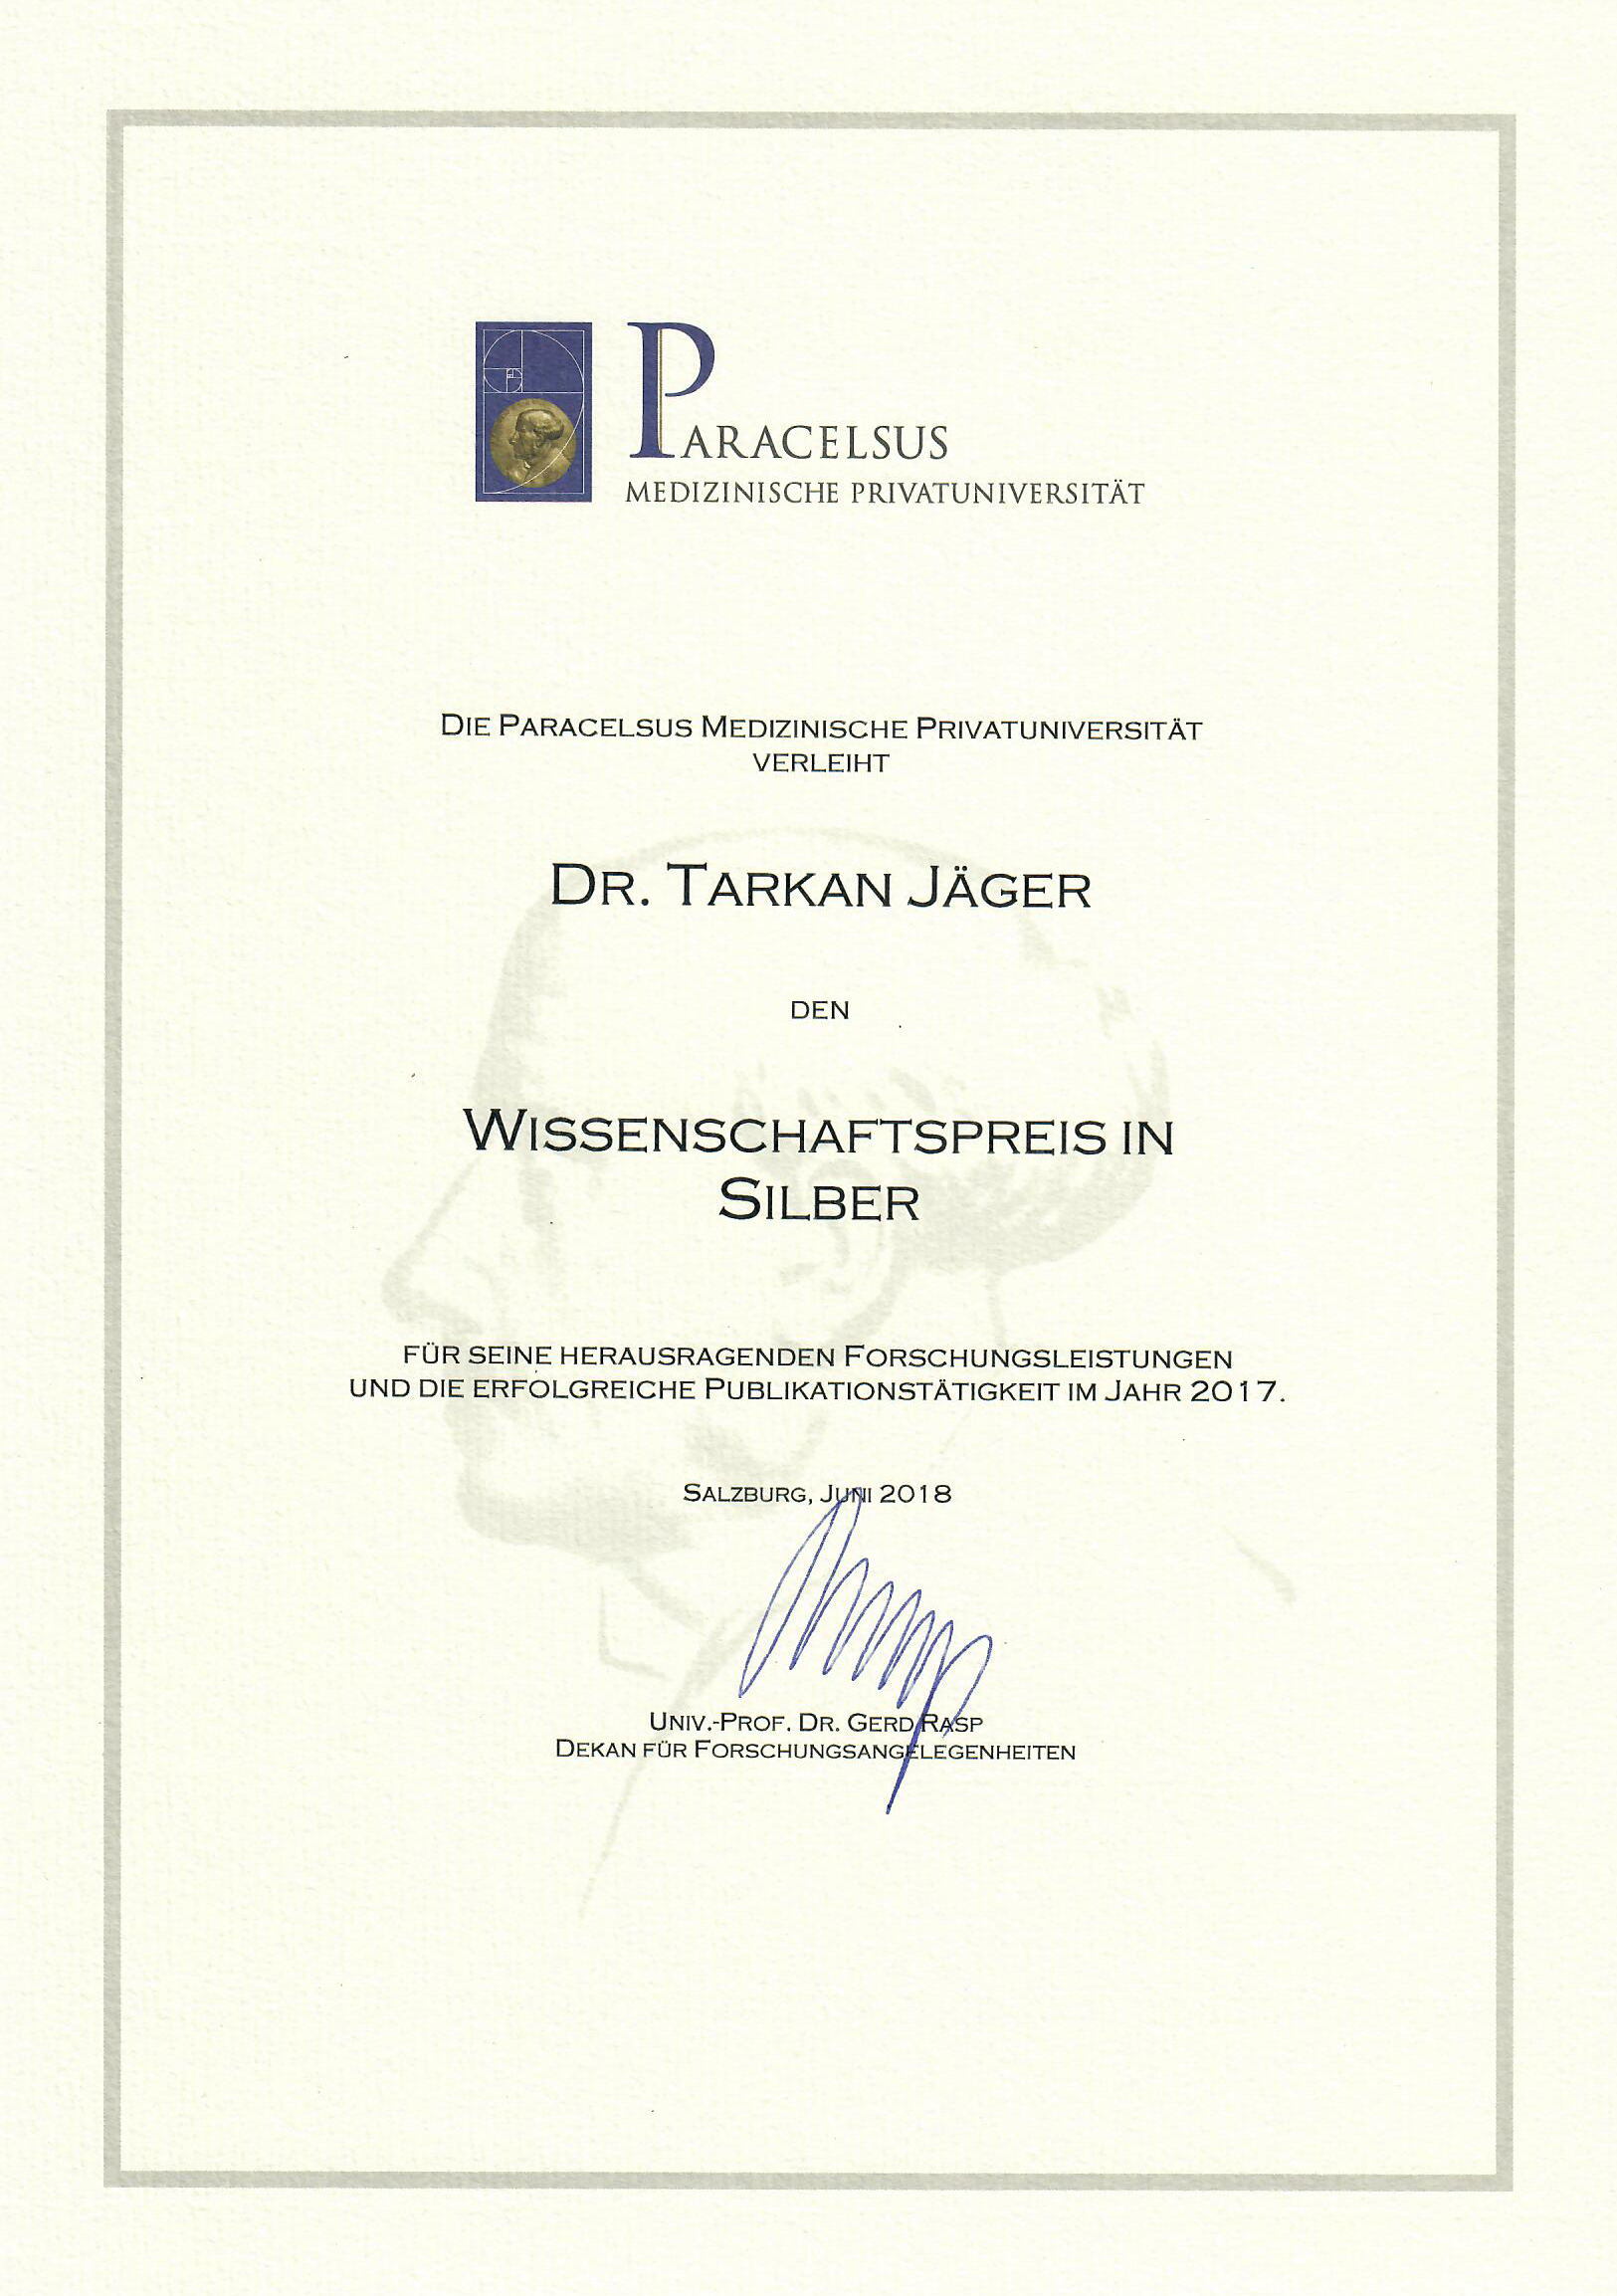 PARACELSUS
MEDIZINISCHE PRIVATUNIVERSITÄT
DIE PARACELSUS MEDIZINISCHE PRIVATUNIVERSITÄT
VERLEIHT
DR. TARKAN JÄGER
DEN
WISSENSCHAFTSPREIS IN
SILBER
FÜR SEINE HERAUSRAGENDEN FORSCHUNGSLEISTUNGEN
UND DIE ERFOLGREICHE PUBLIKATIONSTÄTIGKEIT IM JAHR 2017.
SALZBURG, JUNI 2018
UNIV.-PROF. DR. GERD RASP
DEKAN FÜR FORSCHUNGSANGELEGENHEITEN